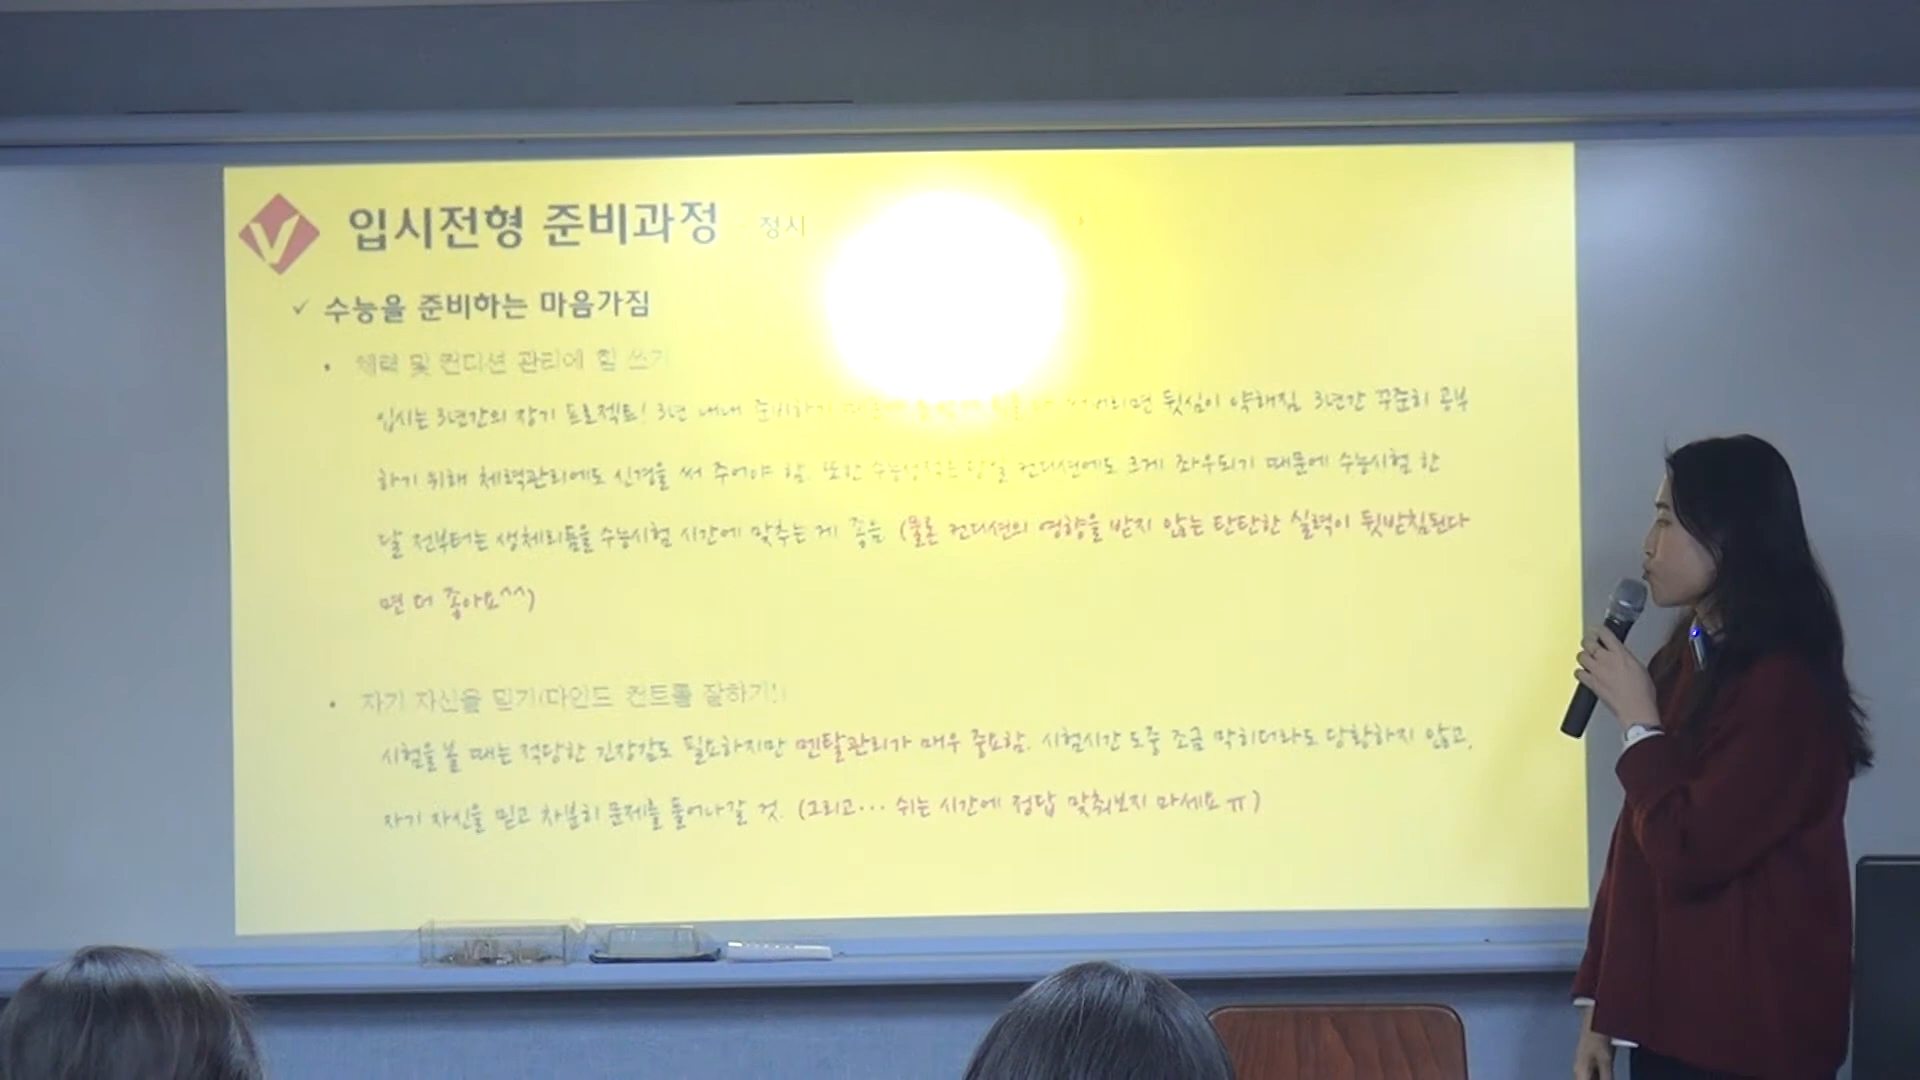 입시전형 준비과정 정시
✓ 수능을 준비하는 마음가짐
• 체력 및 컨디션 관리에 힘 쓰기
입시는 3년간의 장기 프로젝트! 3년 내내 준비하기 뒷심이 약해짐. 3년간 꾸준히 공부
하기 위해 체력관리에도 신경을 써 주어야 함. 또한 수능성적은 당일 컨디션에도 크게 좌우되기 때문에 수능시험 한
달 전부터는 생체리듬을 수능시험 시간에 맞추는 게 좋음 (물론 컨디션의 영향을 받지 않는 탄탄한 실력이 뒷받침된다
면 더 좋아요^^)
• 자기 자신을 믿기(마인드 컨트롤 잘하기!)
시험을 볼 때는 적당한 긴장감도 필요하지만 멘탈관리가 매우 중요함. 시험시간 도중 조금 막히더라도 당황하지 않고,
자기 자신을 믿고 차분히 문제를 풀어나갈 것. (그리고... 쉬는 시간에 정답 맞춰보지 마세요 ㅠ)